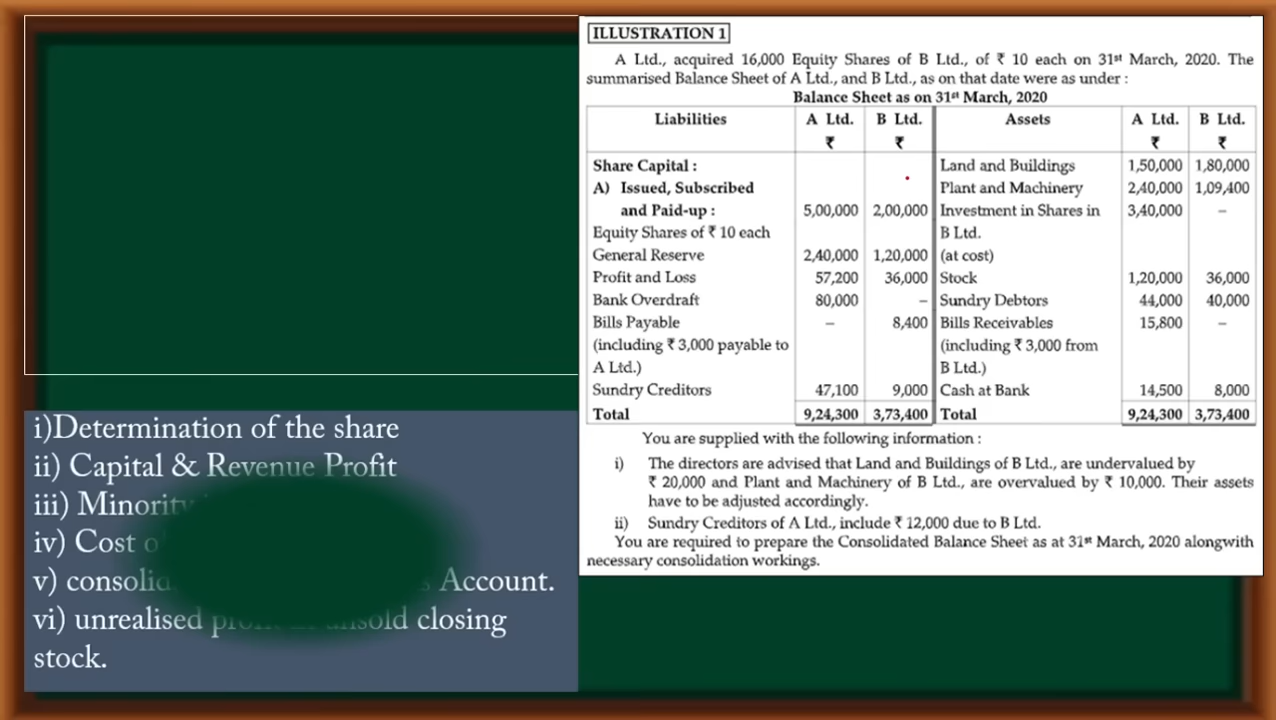 ILLUSTRATION 1
A Ltd., acquired 16,000 Equity Shares of B Ltd., of ₹ 10 each on 31st March, 2020. The
summarised Balance Sheet of A Ltd., and B Ltd., as on that date were as under :
Balance Sheet as on 31st March, 2020
Liabilities A Ltd. B Ltd. Assets A Ltd. B Ltd.
₹ ₹ ₹ ₹
Share Capital : Land and Buildings 1,50,000 1,80,000
A) Issued, Subscribed Plant and Machinery 2,40,000 1,09,400
and Paid-up : 5,00,000 2,00,000 Investment in Shares in 3,40,000 –
Equity Shares of ₹ 10 each B Ltd.
General Reserve 2,40,000 1,20,000 (at cost)
Profit and Loss 57,200 36,000 Stock 1,20,000 36,000
Bank Overdraft 80,000 – Sundry Debtors 44,000 40,000
Bills Payable – 8,400 Bills Receivables 15,800 –
(including ₹ 3,000 payable to (including ₹ 3,000 from
A Ltd.) B Ltd.)
Sundry Creditors 47,100 9,000 Cash at Bank 14,500 8,000
Total 9,24,300 3,73,400 Total 9,24,300 3,73,400
You are supplied with the following information :
i) The directors are advised that Land and Buildings of B Ltd., are undervalued by
₹ 20,000 and Plant and Machinery of B Ltd., are overvalued by ₹ 10,000. Their assets
have to be adjusted accordingly.
ii) Sundry Creditors of A Ltd., include ₹ 12,000 due to B Ltd.
You are required to prepare the Consolidated Balance Sheet as at 31st March, 2020 alongwith
necessary consolidation workings.
i)Determination of the share
ii) Capital & Revenue Profit
iii) Minority
iv) Cost
v) Account.
vi) unrealised closing
stock.